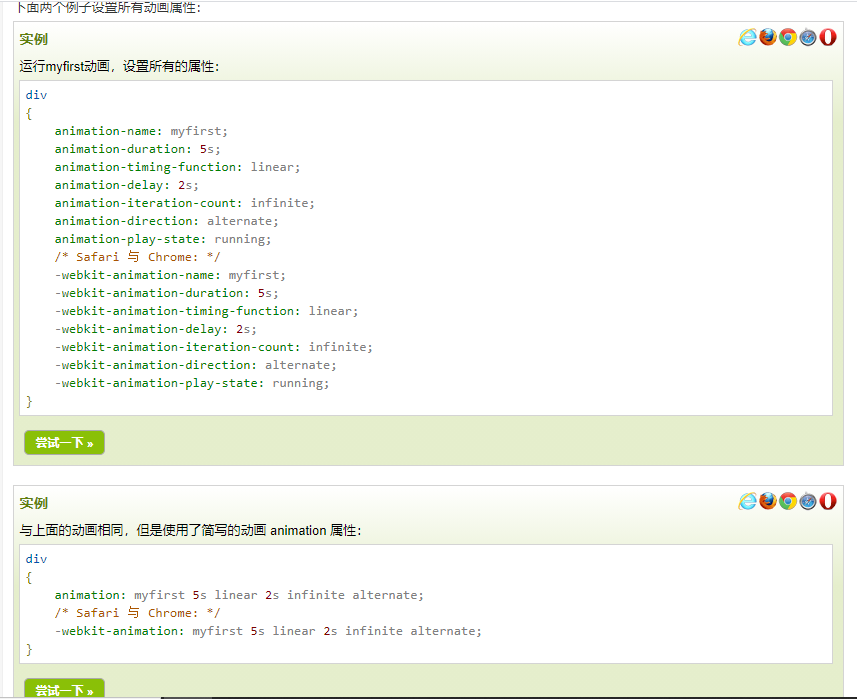 下面两个例子设置所有动画属性：
实例
运行myfirst动画，设置所有的属性：
div
{
animation-name: myfirst;
animation-duration: 5s;
animation-timing-function: linear;
animation-delay: 2s;
animation-iteration-count: infinite;
animation-direction: alternate;
animation-play-state: running;
/* Safari 与 Chrome: */
-webkit-animation-name: myfirst;
-webkit-animation-duration: 5s;
-webkit-animation-timing-function: linear;
-webkit-animation-delay: 2s;
-webkit-animation-iteration-count: infinite;
-webkit-animation-direction: alternate;
-webkit-animation-play-state: running;
}
尝试一下 »
实例
与上面的动画相同，但是使用了简写的动画 animation 属性：
div
{
animation: myfirst 5s linear 2s infinite alternate;
/* Safari 与 Chrome: */
-webkit-animation: myfirst 5s linear 2s infinite alternate;
}
尝试一下 »